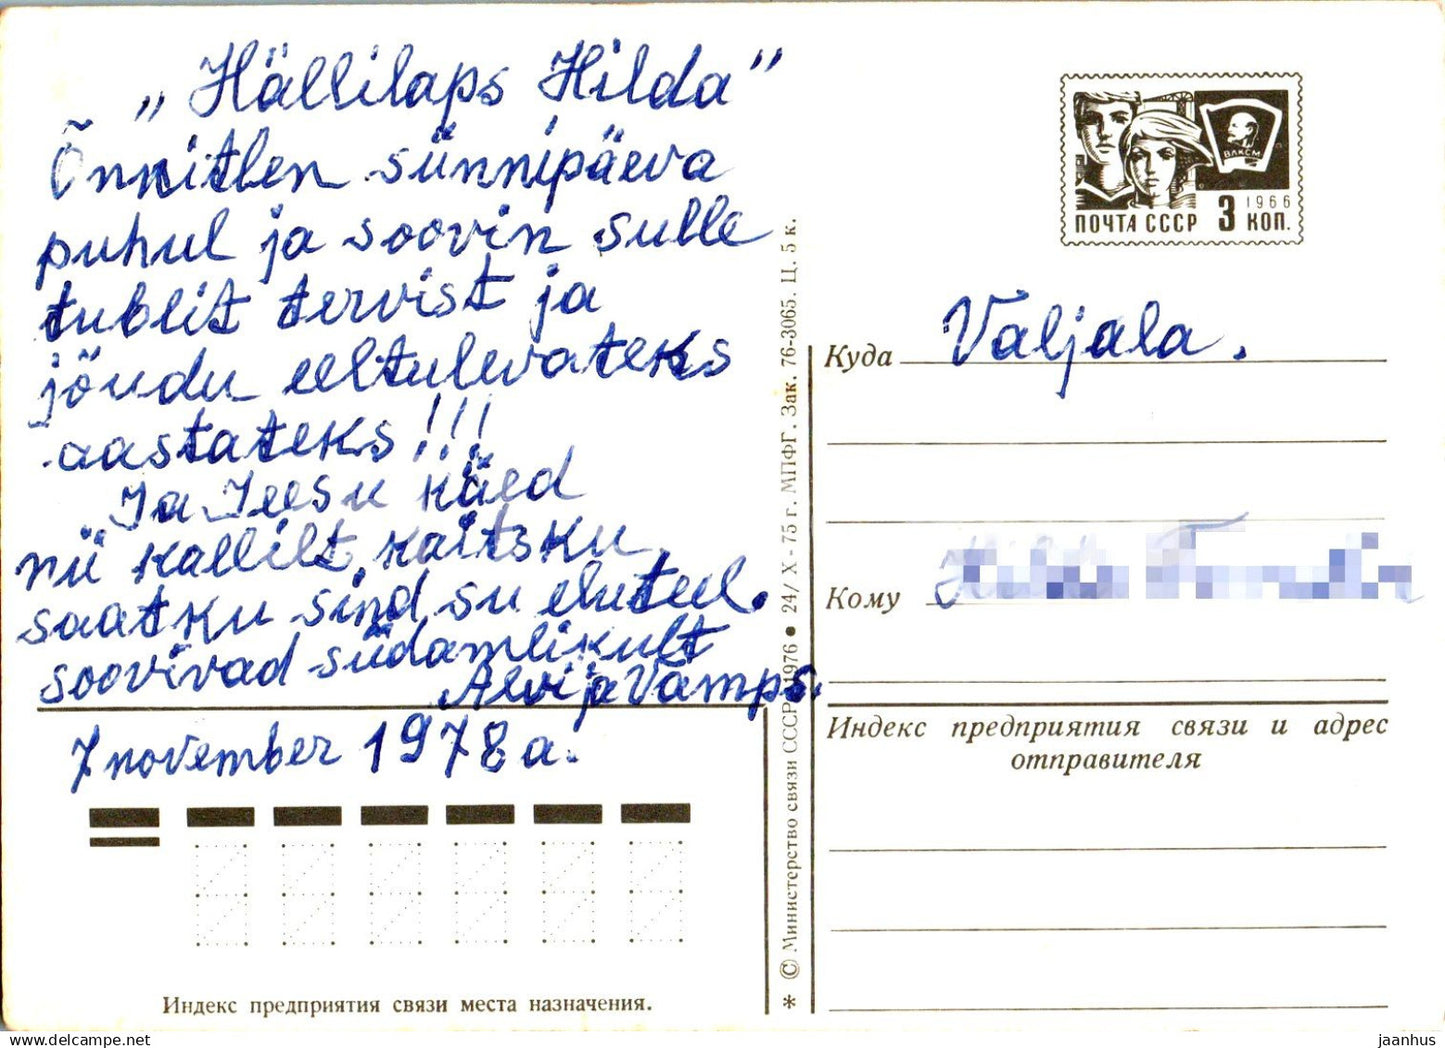 „Hällilaps Hilda"
Õnnitlen sünnipäeva
puhul ja soovin sulle
tublit tervist ja
jõudu eeltulevateks
aastateks!!!
Ja Jeesu käed
nii kallilt, kaitsku
saatku sind su eluteel.
soovivad südamlikult
Alvi ja Vamps.
7 november 1978 a.
Индекс предприятия связи места назначения.
* © Министерство связи СССР. 1976 • 24/X-75 г. МПФГ. Зак. 76-3065. Ц. 5 к.
ВЛКСМ
1966
ПОЧТА СССР 3 КОП.
Куда Valjala.
Кому
Индекс предприятия связи и адрес
отправителя
jaanhus